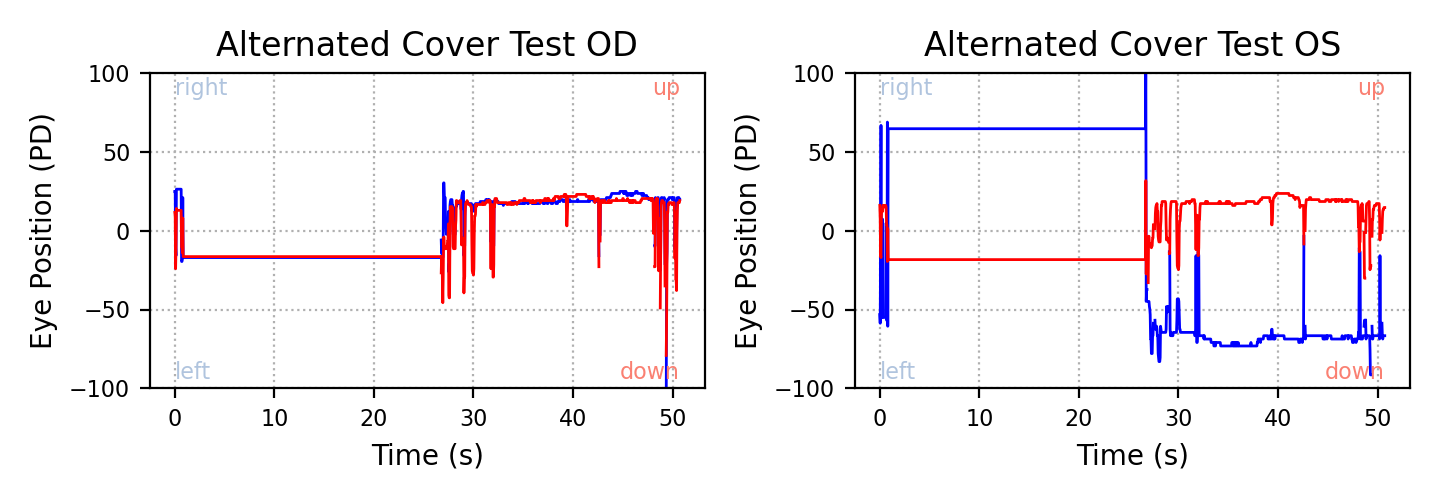 Alternated Cover Test OD
Eye Position (PD)
100
50
0
−50
−100
right
up
left
down
0
10
20
30
40
50
Time (s)
Alternated Cover Test OS
Eye Position (PD)
100
50
0
−50
−100
right
up
left
down
0
10
20
30
40
50
Time (s)